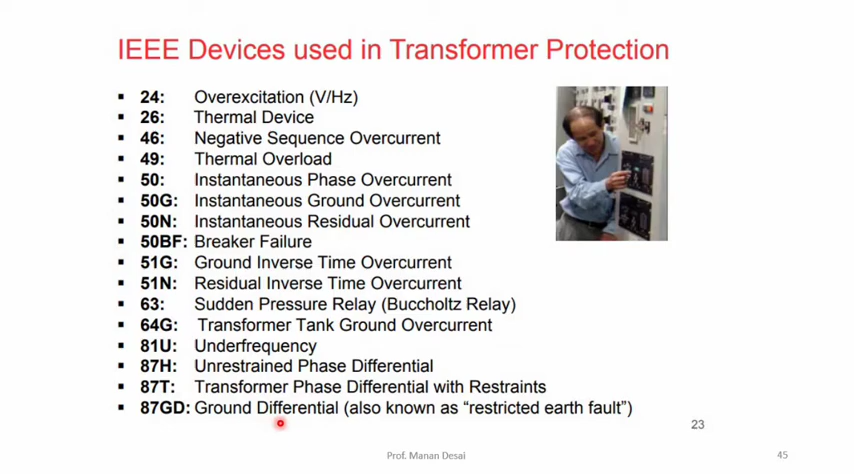 IEEE Devices used in Transformer Protection
▪ 24: Overexcitation (V/Hz)
▪ 26: Thermal Device
▪ 46: Negative Sequence Overcurrent
▪ 49: Thermal Overload
▪ 50: Instantaneous Phase Overcurrent
▪ 50G: Instantaneous Ground Overcurrent
▪ 50N: Instantaneous Residual Overcurrent
▪ 50BF: Breaker Failure
▪ 51G: Ground Inverse Time Overcurrent
▪ 51N: Residual Inverse Time Overcurrent
▪ 63: Sudden Pressure Relay (Buccholtz Relay)
▪ 64G: Transformer Tank Ground Overcurrent
▪ 81U: Underfrequency
▪ 87H: Unrestrained Phase Differential
▪ 87T: Transformer Phase Differential with Restraints
▪ 87GD: Ground Differential (also known as “restricted earth fault”)
23
Prof. Manan Desai
45